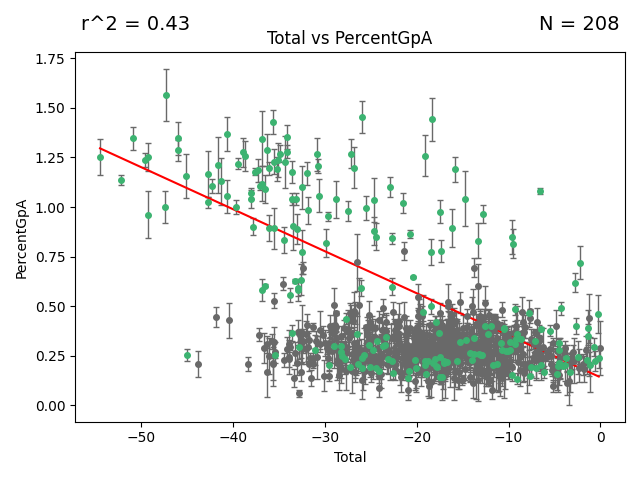 r^2 = 0.43
N = 208
Total vs PercentGpA
1.75
1.50
1.25
1.00
0.75
0.50
0.25
0.00
PercentGpA
−50
−40
−30
−20
−10
0
Total